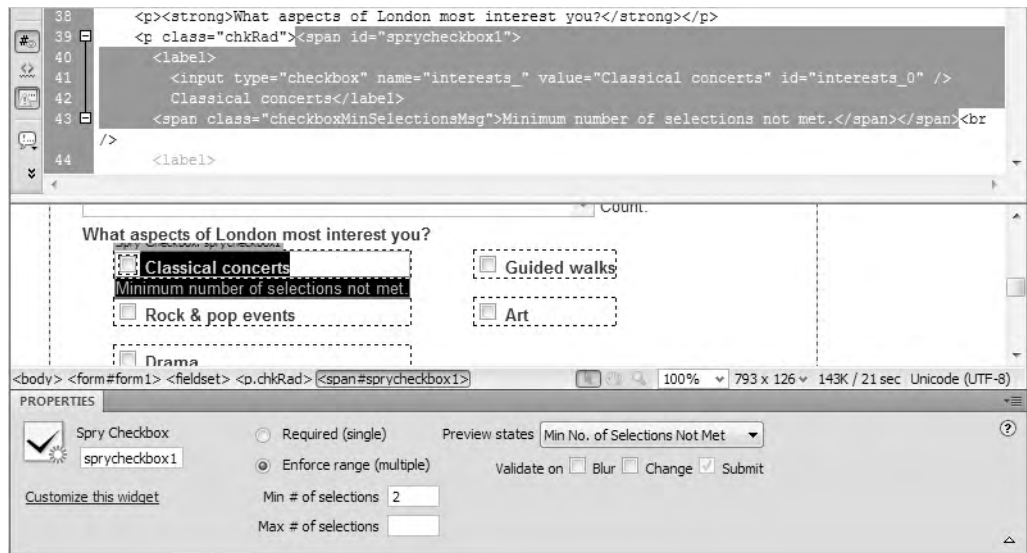 38 <p><strong>What aspects of London most interest you?</strong></p>
39 <p class="chkRad"><span id="sprycheckbox1">
40 <label>
41 <input type="checkbox" name="interests_" value="Classical concerts" id="interests_0" />
42 Classical concerts</label>
43 <span class="checkboxMinSelectionsMsg">Minimum number of selections not met.</span></span><br
/>
44 <label>
Count:
What aspects of London most interest you?
Spry Checkbox: sprycheckbox1
Classical concerts
Guided walks
Minimum number of selections not met.
Rock & pop events
Art
Drama
<body> <form#form1> <fieldset> <p.chkRad> <span#sprycheckbox1>
100% 793 x 126 143K / 21 sec Unicode (UTF-8)
PROPERTIES
Spry Checkbox
Required (single)
Preview states Min No. of Selections Not Met
sprycheckbox1
Enforce range (multiple)
Validate on Blur Change Submit
Customize this widget
Min # of selections 2
Max # of selections